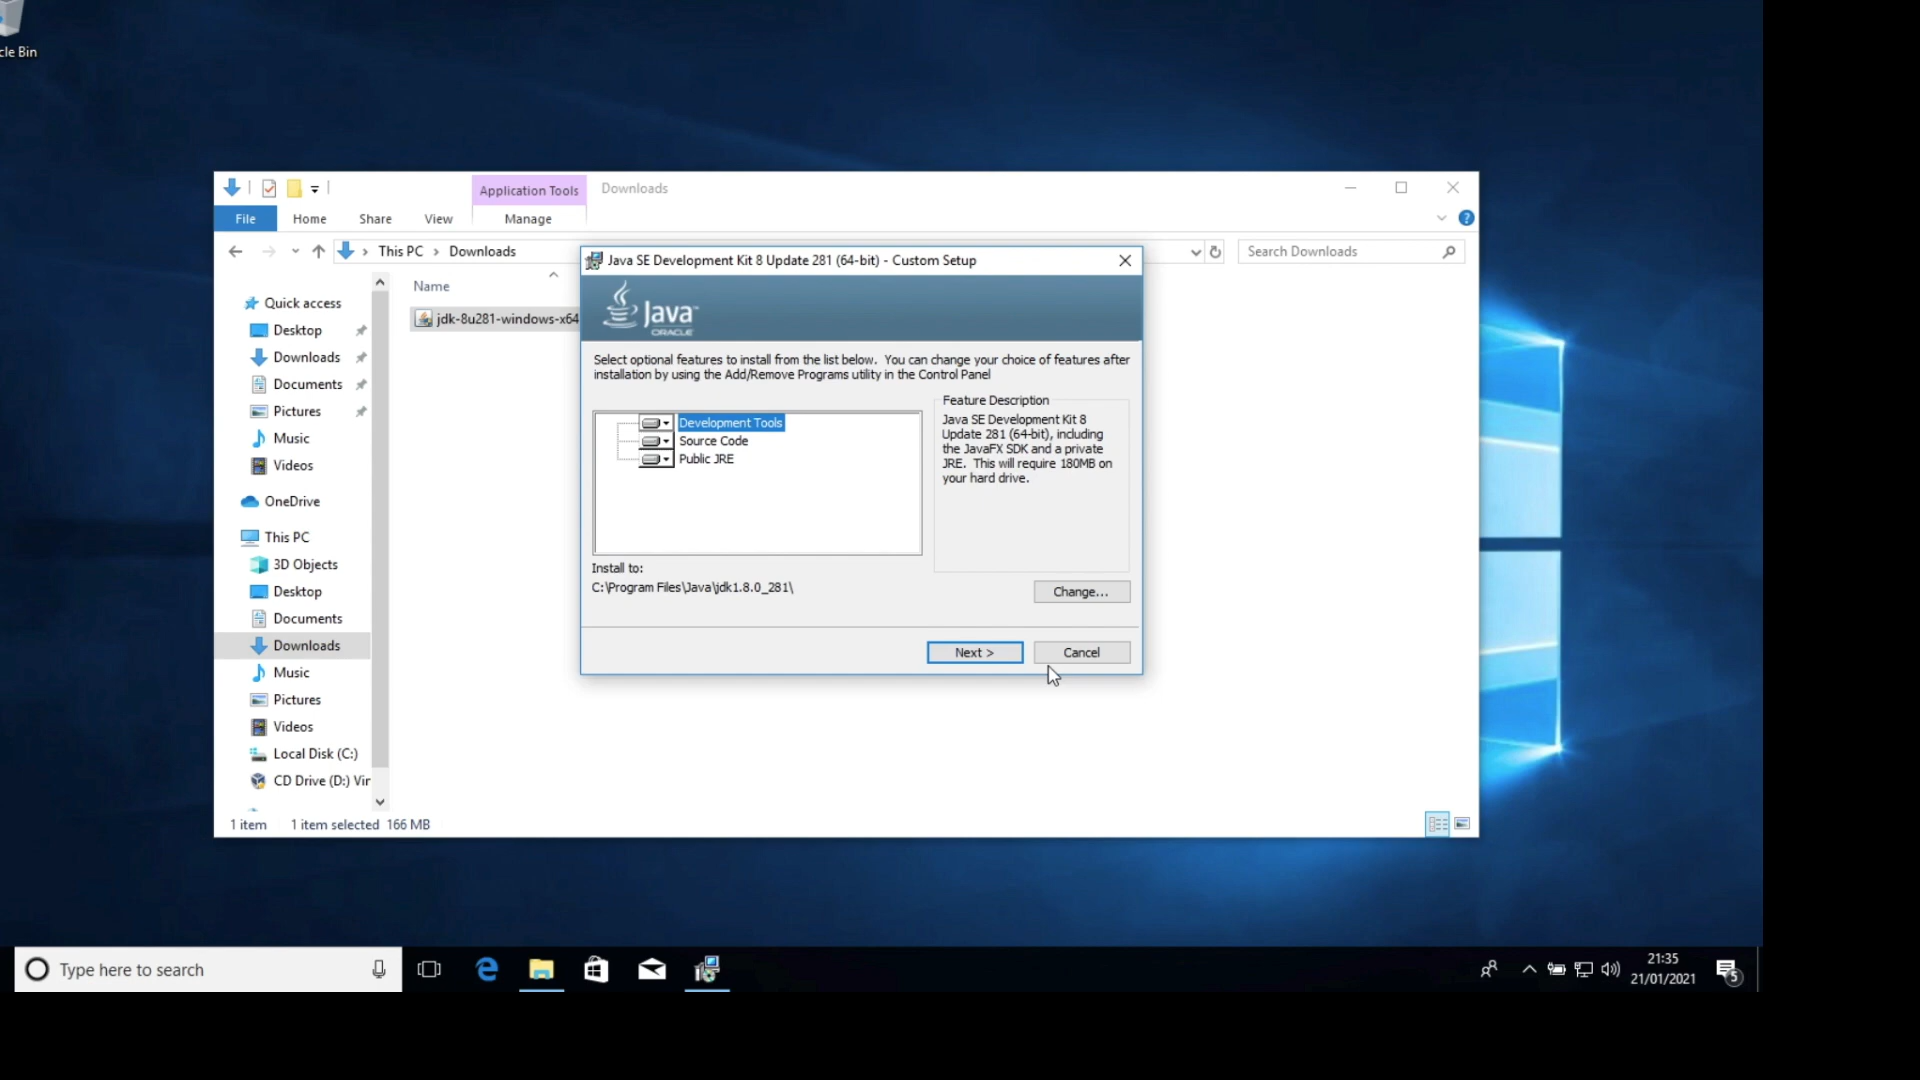 cle Bin
Application Tools
Downloads
File
Home
Share
View
Manage
This PC
Downloads
Search Downloads
Java SE Development Kit 8 Update 281 (64-bit) - Custom Setup
Java™
ORACLE
Name
jdk-8u281-windows-x64
Select optional features to install from the list below. You can change your choice of features after
installation by using the Add/Remove Programs utility in the Control Panel
Development Tools
Source Code
Public JRE
Feature Description
Java SE Development Kit 8
Update 281 (64-bit), including
the JavaFX SDK and a private
JRE. This will require 180MB on
your hard drive.
Install to:
C:\Program Files\Java\jdk1.8.0_281\
Change...
Next >
Cancel
Quick access
Desktop
Downloads
Documents
Pictures
Music
Videos
OneDrive
This PC
3D Objects
Desktop
Documents
Downloads
Music
Pictures
Videos
Local Disk (C:)
CD Drive (D:) Vir
1 item
1 item selected 166 MB
Type here to search
21:35
21/01/2021
5